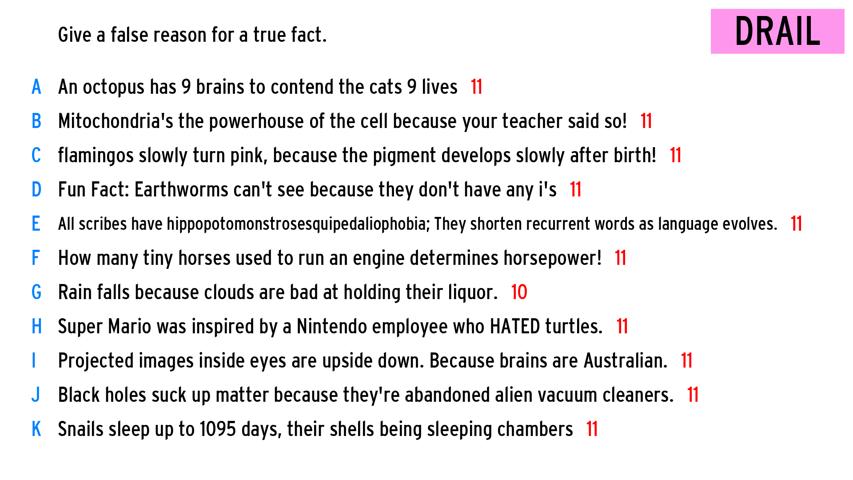 Give a false reason for a true fact.
DRAIL
A An octopus has 9 brains to contend the cats 9 lives 11
B Mitochondria's the powerhouse of the cell because your teacher said so! 11
C flamingos slowly turn pink, because the pigment develops slowly after birth! 11
D Fun Fact: Earthworms can't see because they don't have any i's 11
E All scribes have hippopotomonstrosesquipedaliophobia; They shorten recurrent words as language evolves. 11
F How many tiny horses used to run an engine determines horsepower! 11
G Rain falls because clouds are bad at holding their liquor. 10
H Super Mario was inspired by a Nintendo employee who HATED turtles. 11
I Projected images inside eyes are upside down. Because brains are Australian. 11
J Black holes suck up matter because they're abandoned alien vacuum cleaners. 11
K Snails sleep up to 1095 days, their shells being sleeping chambers 11